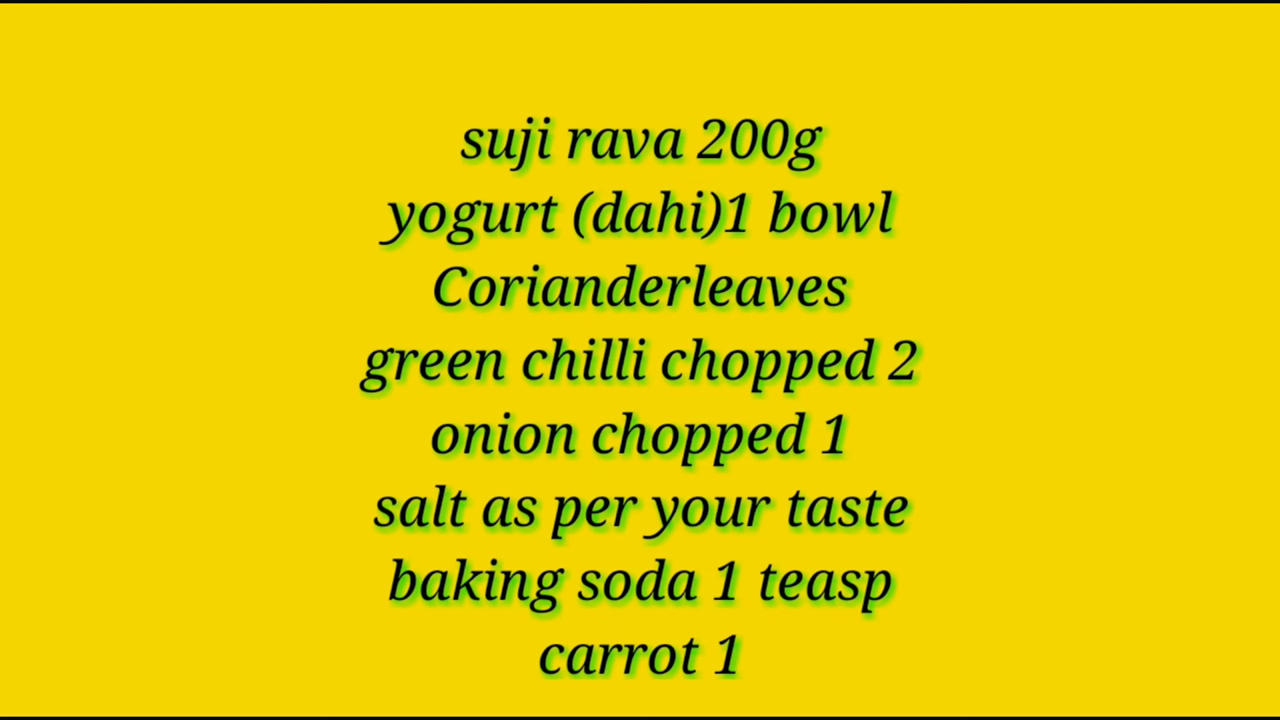 suji rava 200g
yogurt (dahi)1 bowl
Corianderleaves
green chilli chopped 2
onion chopped 1
salt as per your taste
baking soda 1 teasp
carrot 1